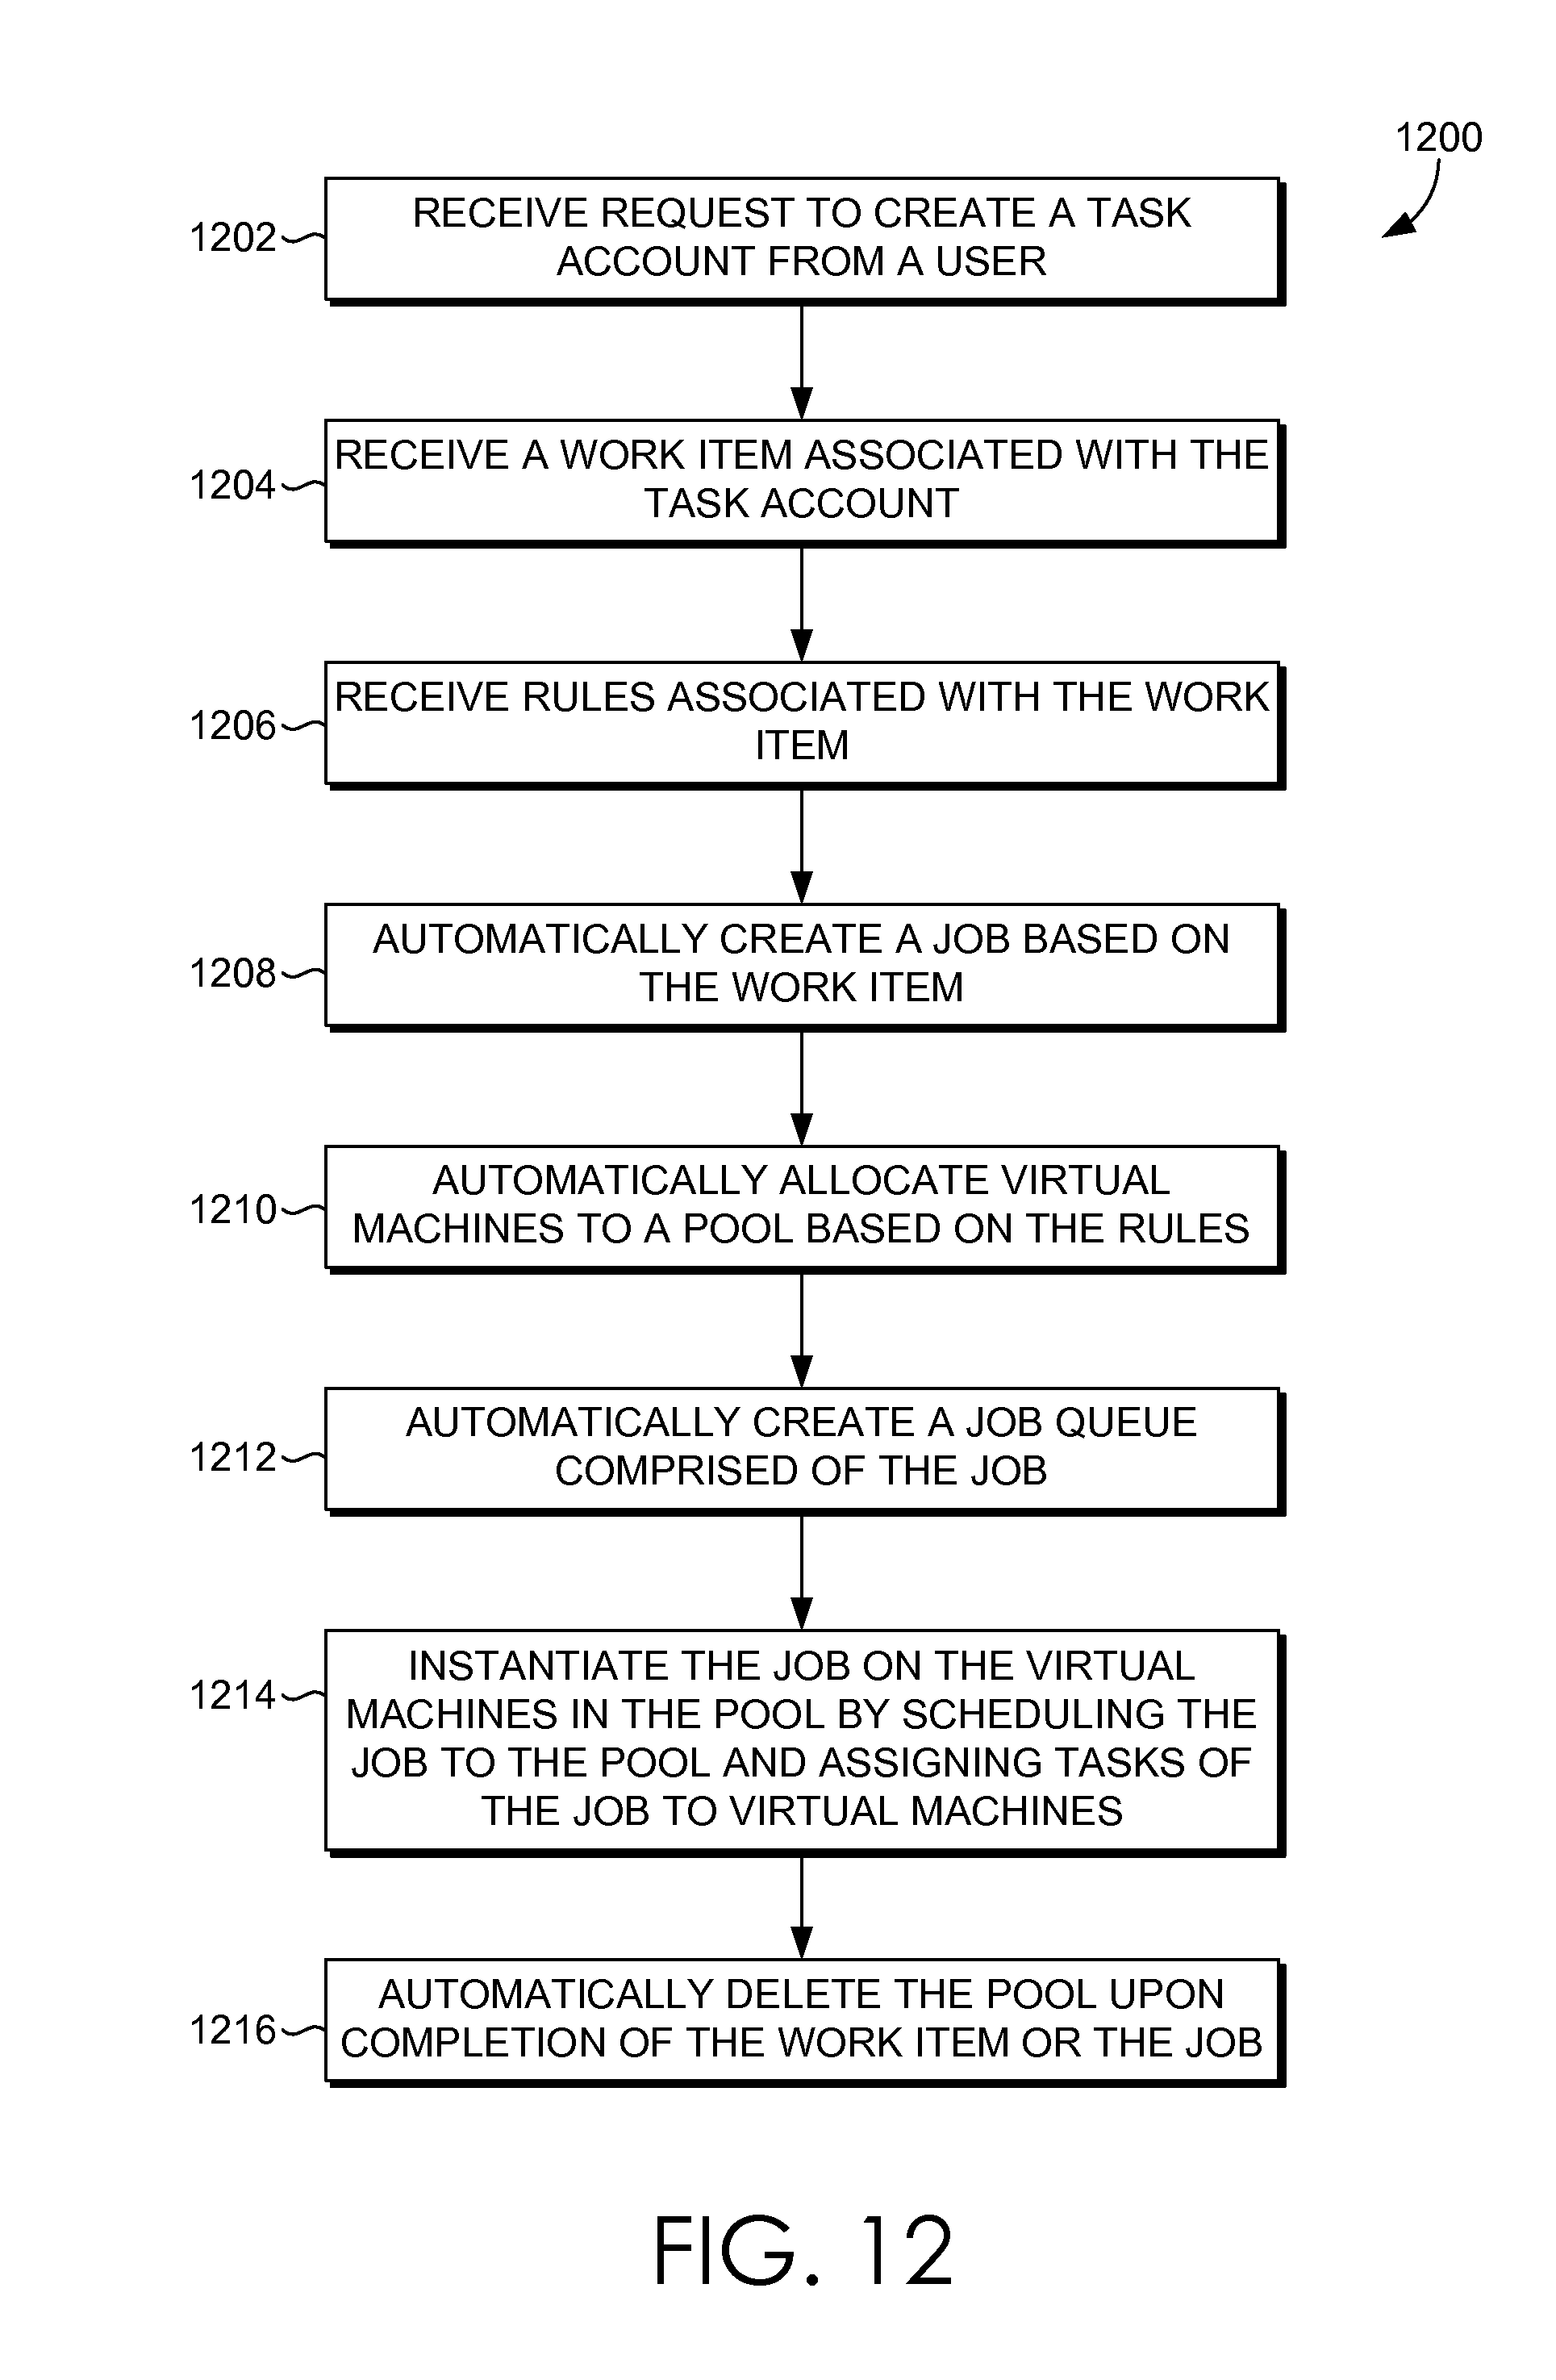 1200
1202
RECEIVE REQUEST TO CREATE A TASK
ACCOUNT FROM A USER
1204
RECEIVE A WORK ITEM ASSOCIATED WITH THE
TASK ACCOUNT
1206
RECEIVE RULES ASSOCIATED WITH THE WORK
ITEM
1208
AUTOMATICALLY CREATE A JOB BASED ON
THE WORK ITEM
1210
AUTOMATICALLY ALLOCATE VIRTUAL
MACHINES TO A POOL BASED ON THE RULES
1212
AUTOMATICALLY CREATE A JOB QUEUE
COMPRISED OF THE JOB
1214
INSTANTIATE THE JOB ON THE VIRTUAL
MACHINES IN THE POOL BY SCHEDULING THE
JOB TO THE POOL AND ASSIGNING TASKS OF
THE JOB TO VIRTUAL MACHINES
1216
AUTOMATICALLY DELETE THE POOL UPON
COMPLETION OF THE WORK ITEM OR THE JOB
FIG. 12